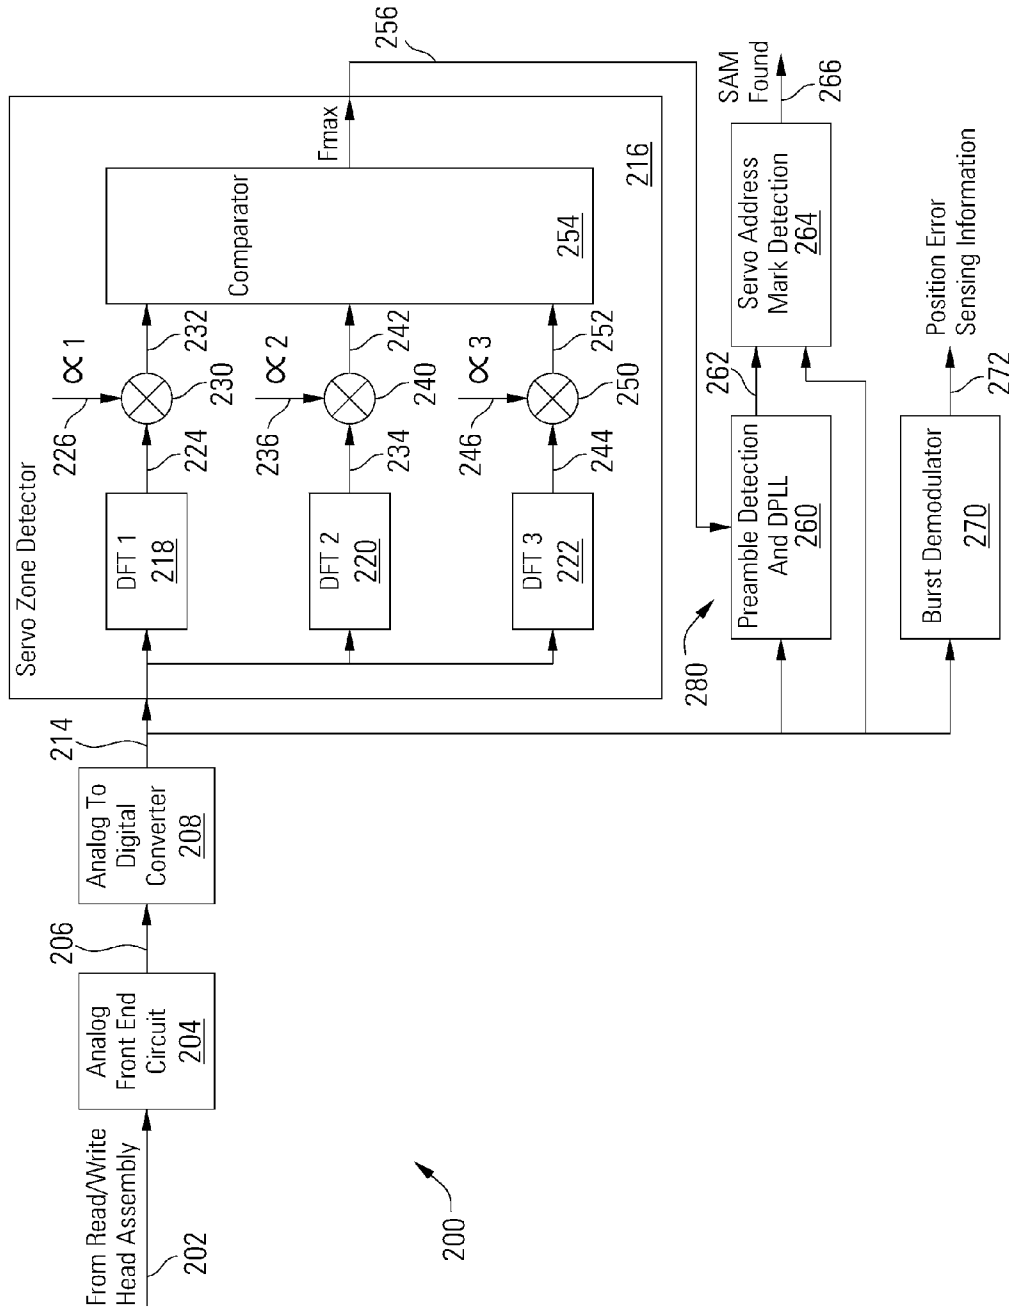 From Read/Write
Head Assembly
202
Analog
Front End
Circuit
204
206
Analog To
Digital
Converter
208
214
Servo Zone Detector
DFT 1
218
224
226
∝1
230
232
DFT 2
220
234
236
∝2
240
242
DFT 3
222
244
246
∝3
250
252
Comparator
254
Fmax
216
256
280
Preamble Detection
And DPLL
260
262
Servo Address
Mark Detection
264
SAM
Found
266
Burst Demodulator
270
272
Position Error
Sensing Information
200